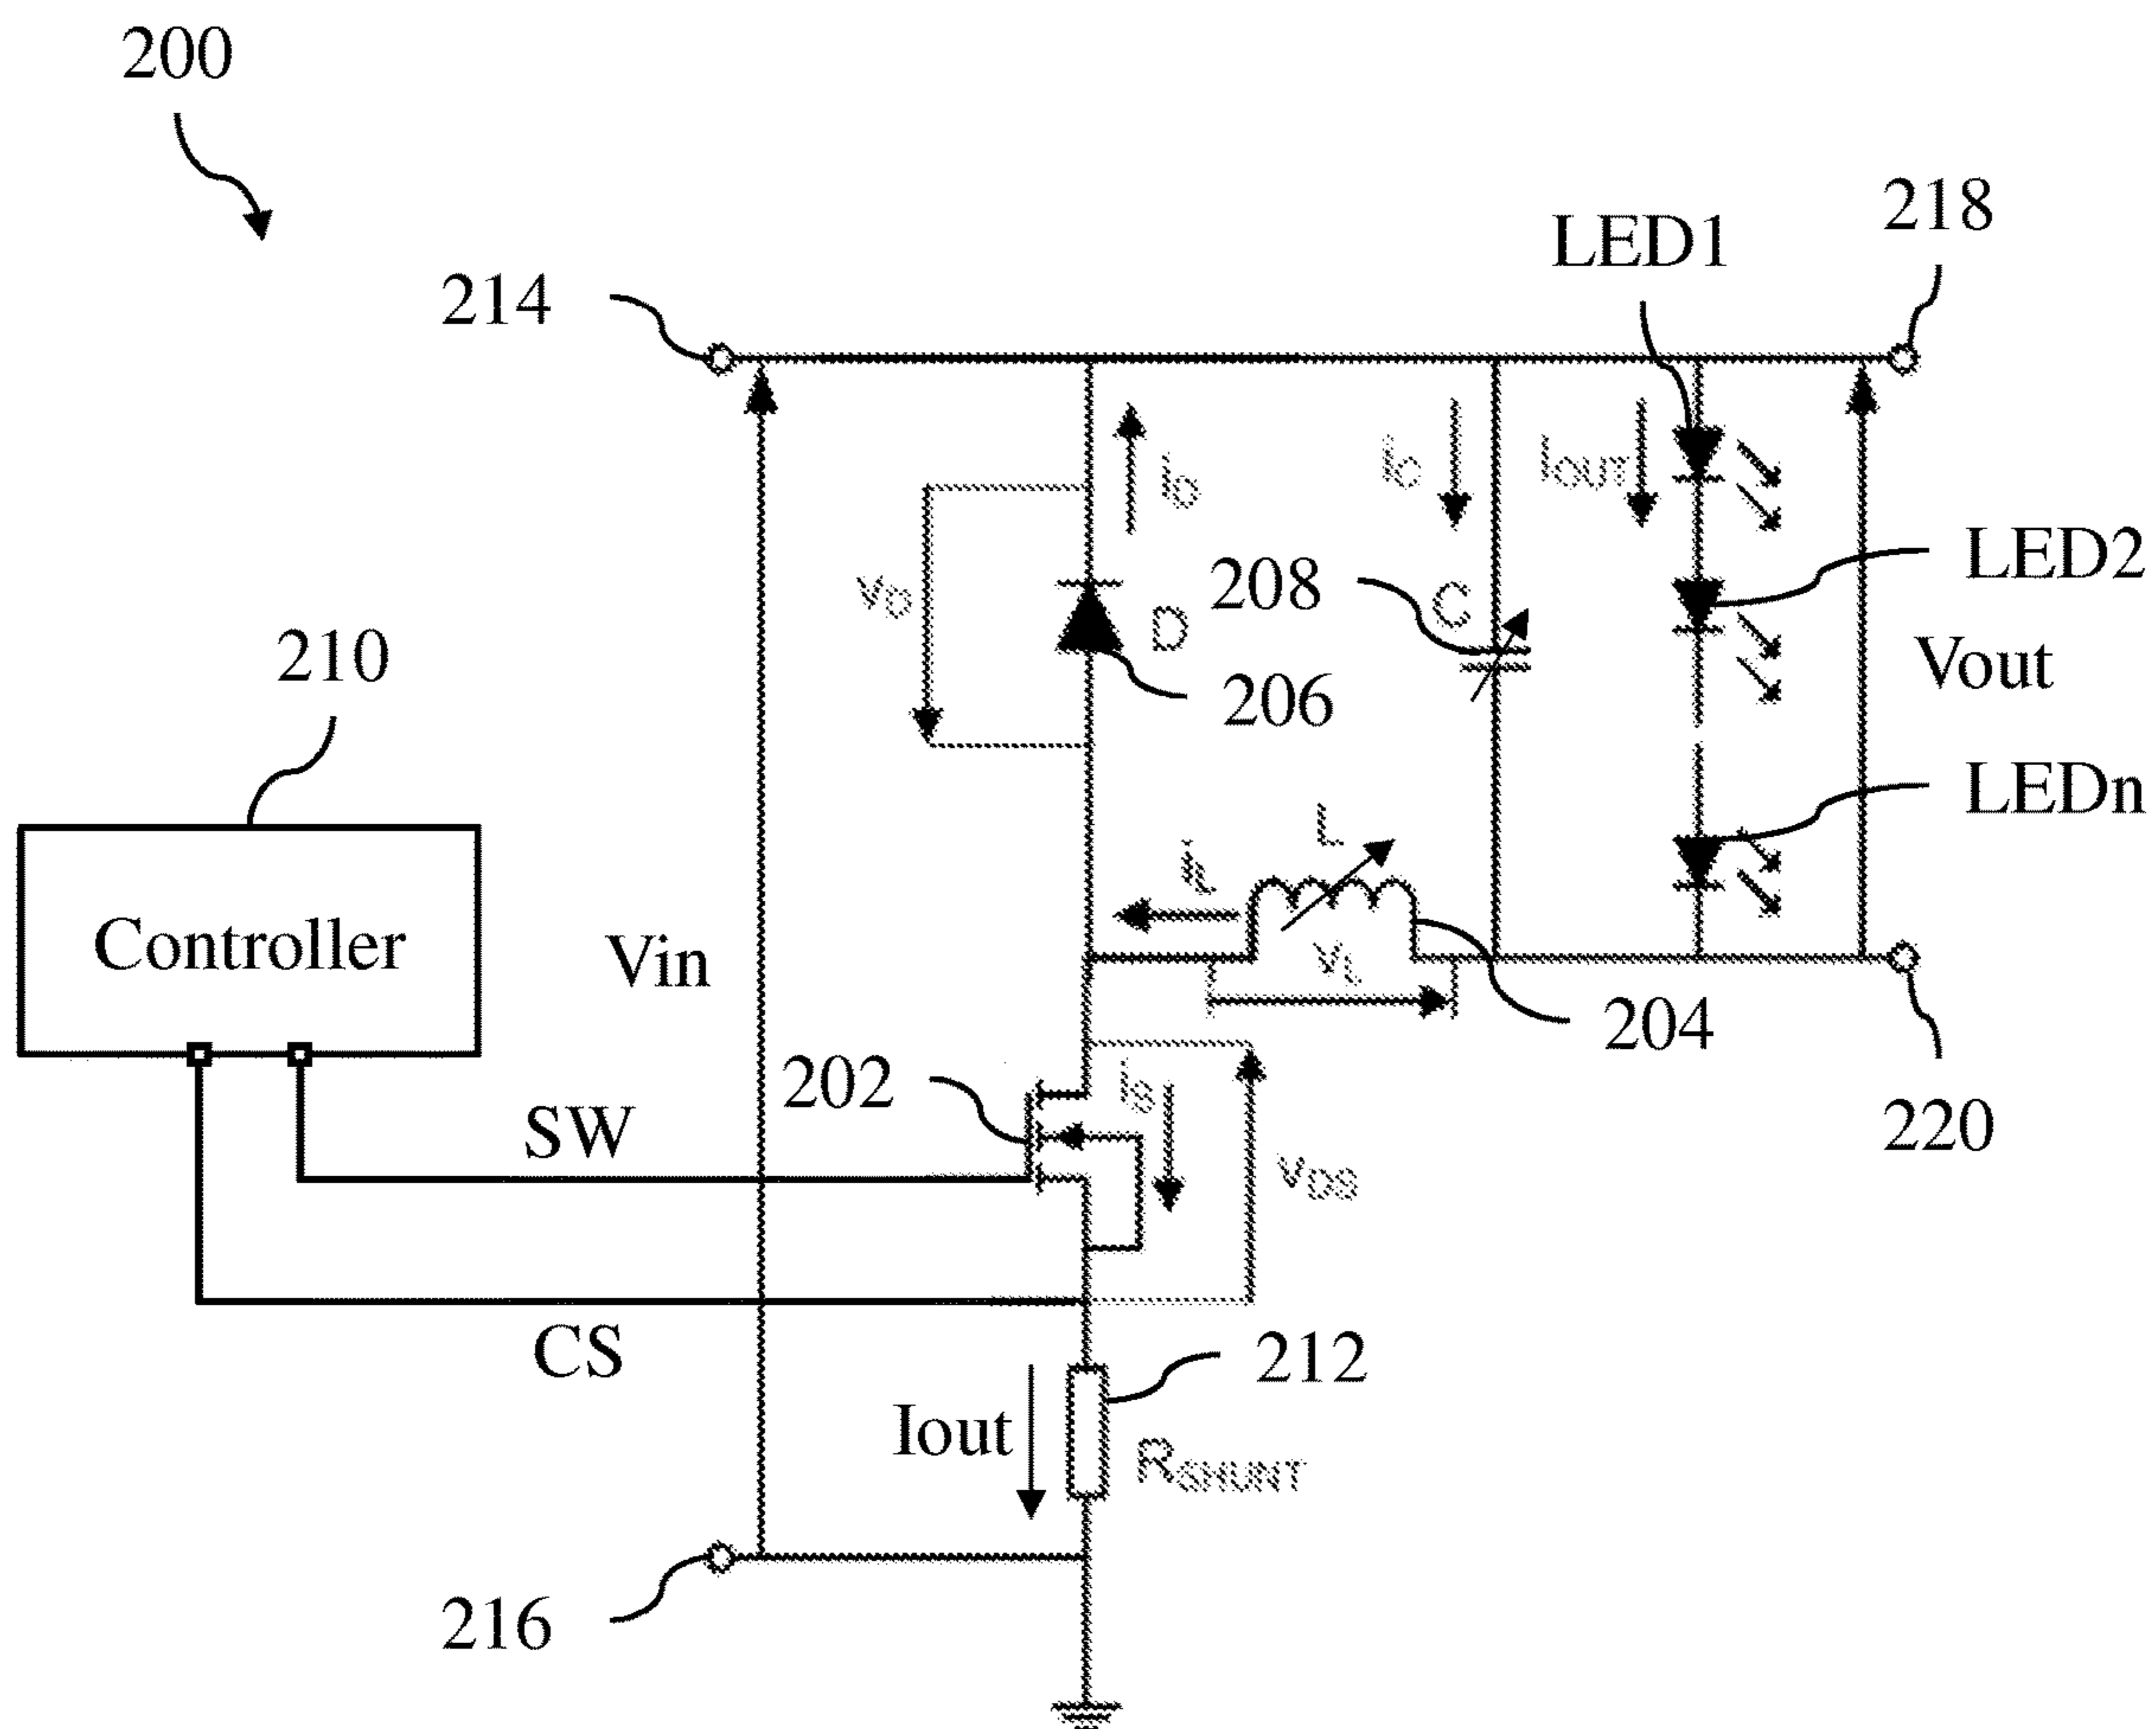 200
218
LED1
214
iD
iC
IOUT
LED2
vD
208
C
D
Vout
206
210
LEDn
L
iL
Controller
Vin
vL
204
202
iS
SW
220
vDS
CS
212
Iout
RSHUNT
216